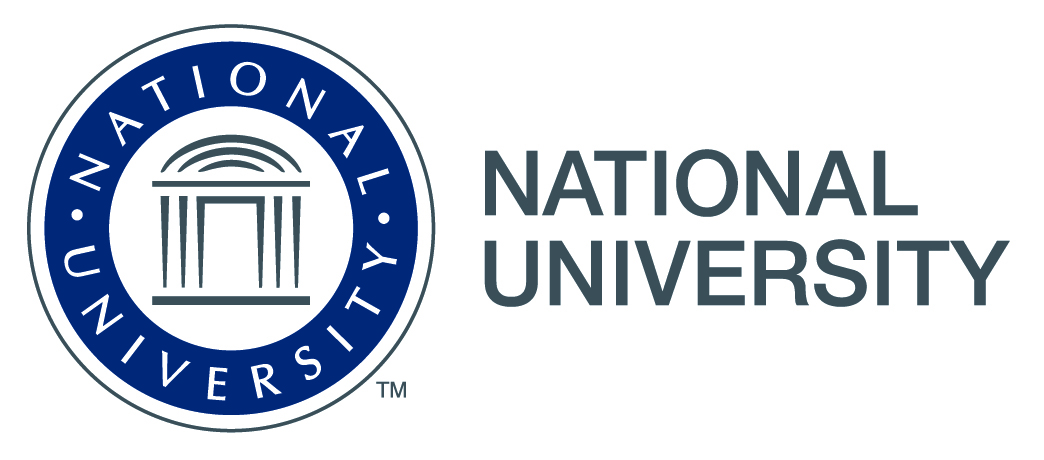 NATIONAL
· UNIVERSITY ·
TM
NATIONAL
UNIVERSITY